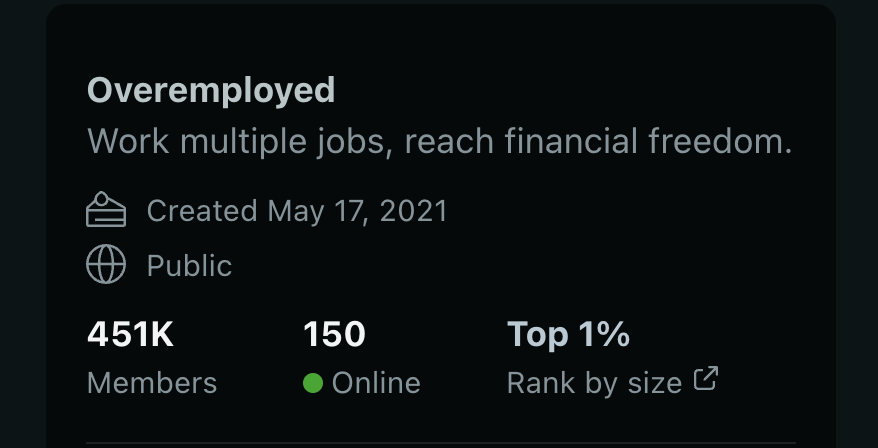 Overemployed
Work multiple jobs, reach financial freedom.
Created May 17, 2021
Public
451K 150 Top 1%
Members Online Rank by size